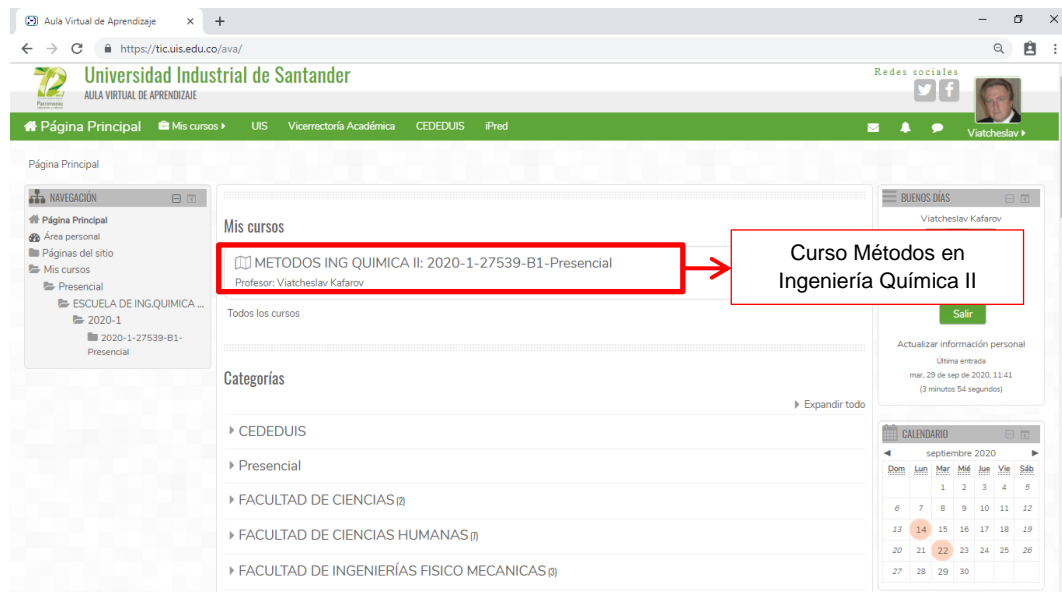 Aula Virtual de Aprendizaje
https://tic.uis.edu.co/ava/
72
Patrimonio
Universidad Industrial de Santander
AULA VIRTUAL DE APRENDIZAJE
Redes sociales
Página Principal Mis cursos UIS Vicerrectoría Académica CEDEDUIS iPred
Viatcheslav
Página Principal
NAVEGACIÓN
Página Principal
Área personal
Páginas del sitio
Mis cursos
Presencial
ESCUELA DE ING.QUIMICA ...
2020-1
2020-1-27539-B1-
Presencial
Mis cursos
METODOS ING QUIMICA II: 2020-1-27539-B1-Presencial
Profesor: Viatcheslav Kafarov
Todos los cursos
Curso Métodos en
Ingeniería Química II
Categorías
Expandir todo
CEDEDUIS
Presencial
FACULTAD DE CIENCIAS (2)
FACULTAD DE CIENCIAS HUMANAS (7)
FACULTAD DE INGENIERÍAS FISICO MECANICAS (3)
BUENOS DÍAS
Viatcheslav Kafarov
Salir
Actualizar información personal
Última entrada
mar, 29 de sep de 2020, 11:41
(3 minutos 54 segundos)
CALENDARIO
septiembre 2020
Dom Lun Mar Mié Jue Vie Sáb
1 2 3 4 5
6 7 8 9 10 11 12
13 14 15 16 17 18 19
20 21 22 23 24 25 26
27 28 29 30